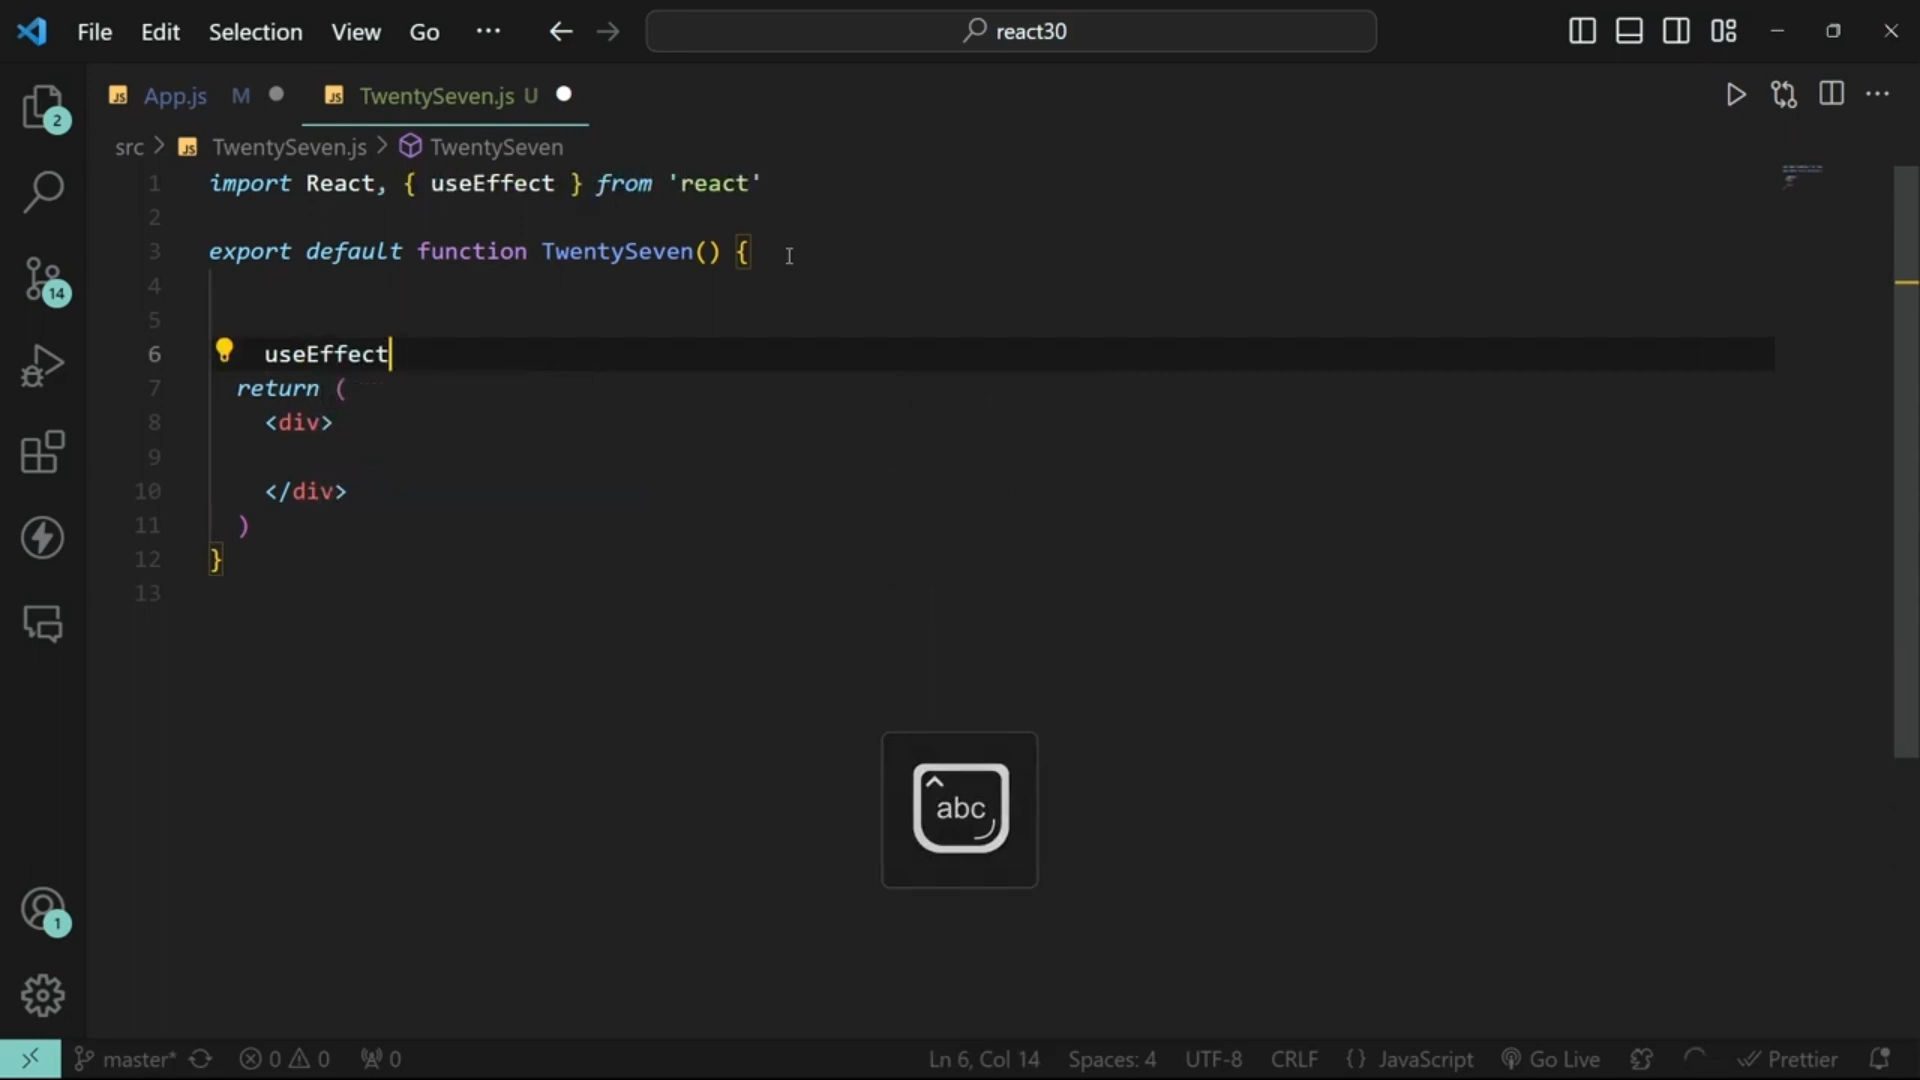 File Edit Selection View Go ··· react30
JS App.js M JS TwentySeven.js U
src > JS TwentySeven.js > TwentySeven
1 import React, { useEffect } from 'react'
2
3 export default function TwentySeven() {
4
5
6 useEffect
7 return (
8 <div>
9
10 </div>
11 )
12 }
13
2
14
1
abc
master* 0 0 0 Ln 6, Col 14 Spaces: 4 UTF-8 CRLF {} JavaScript Go Live Prettier